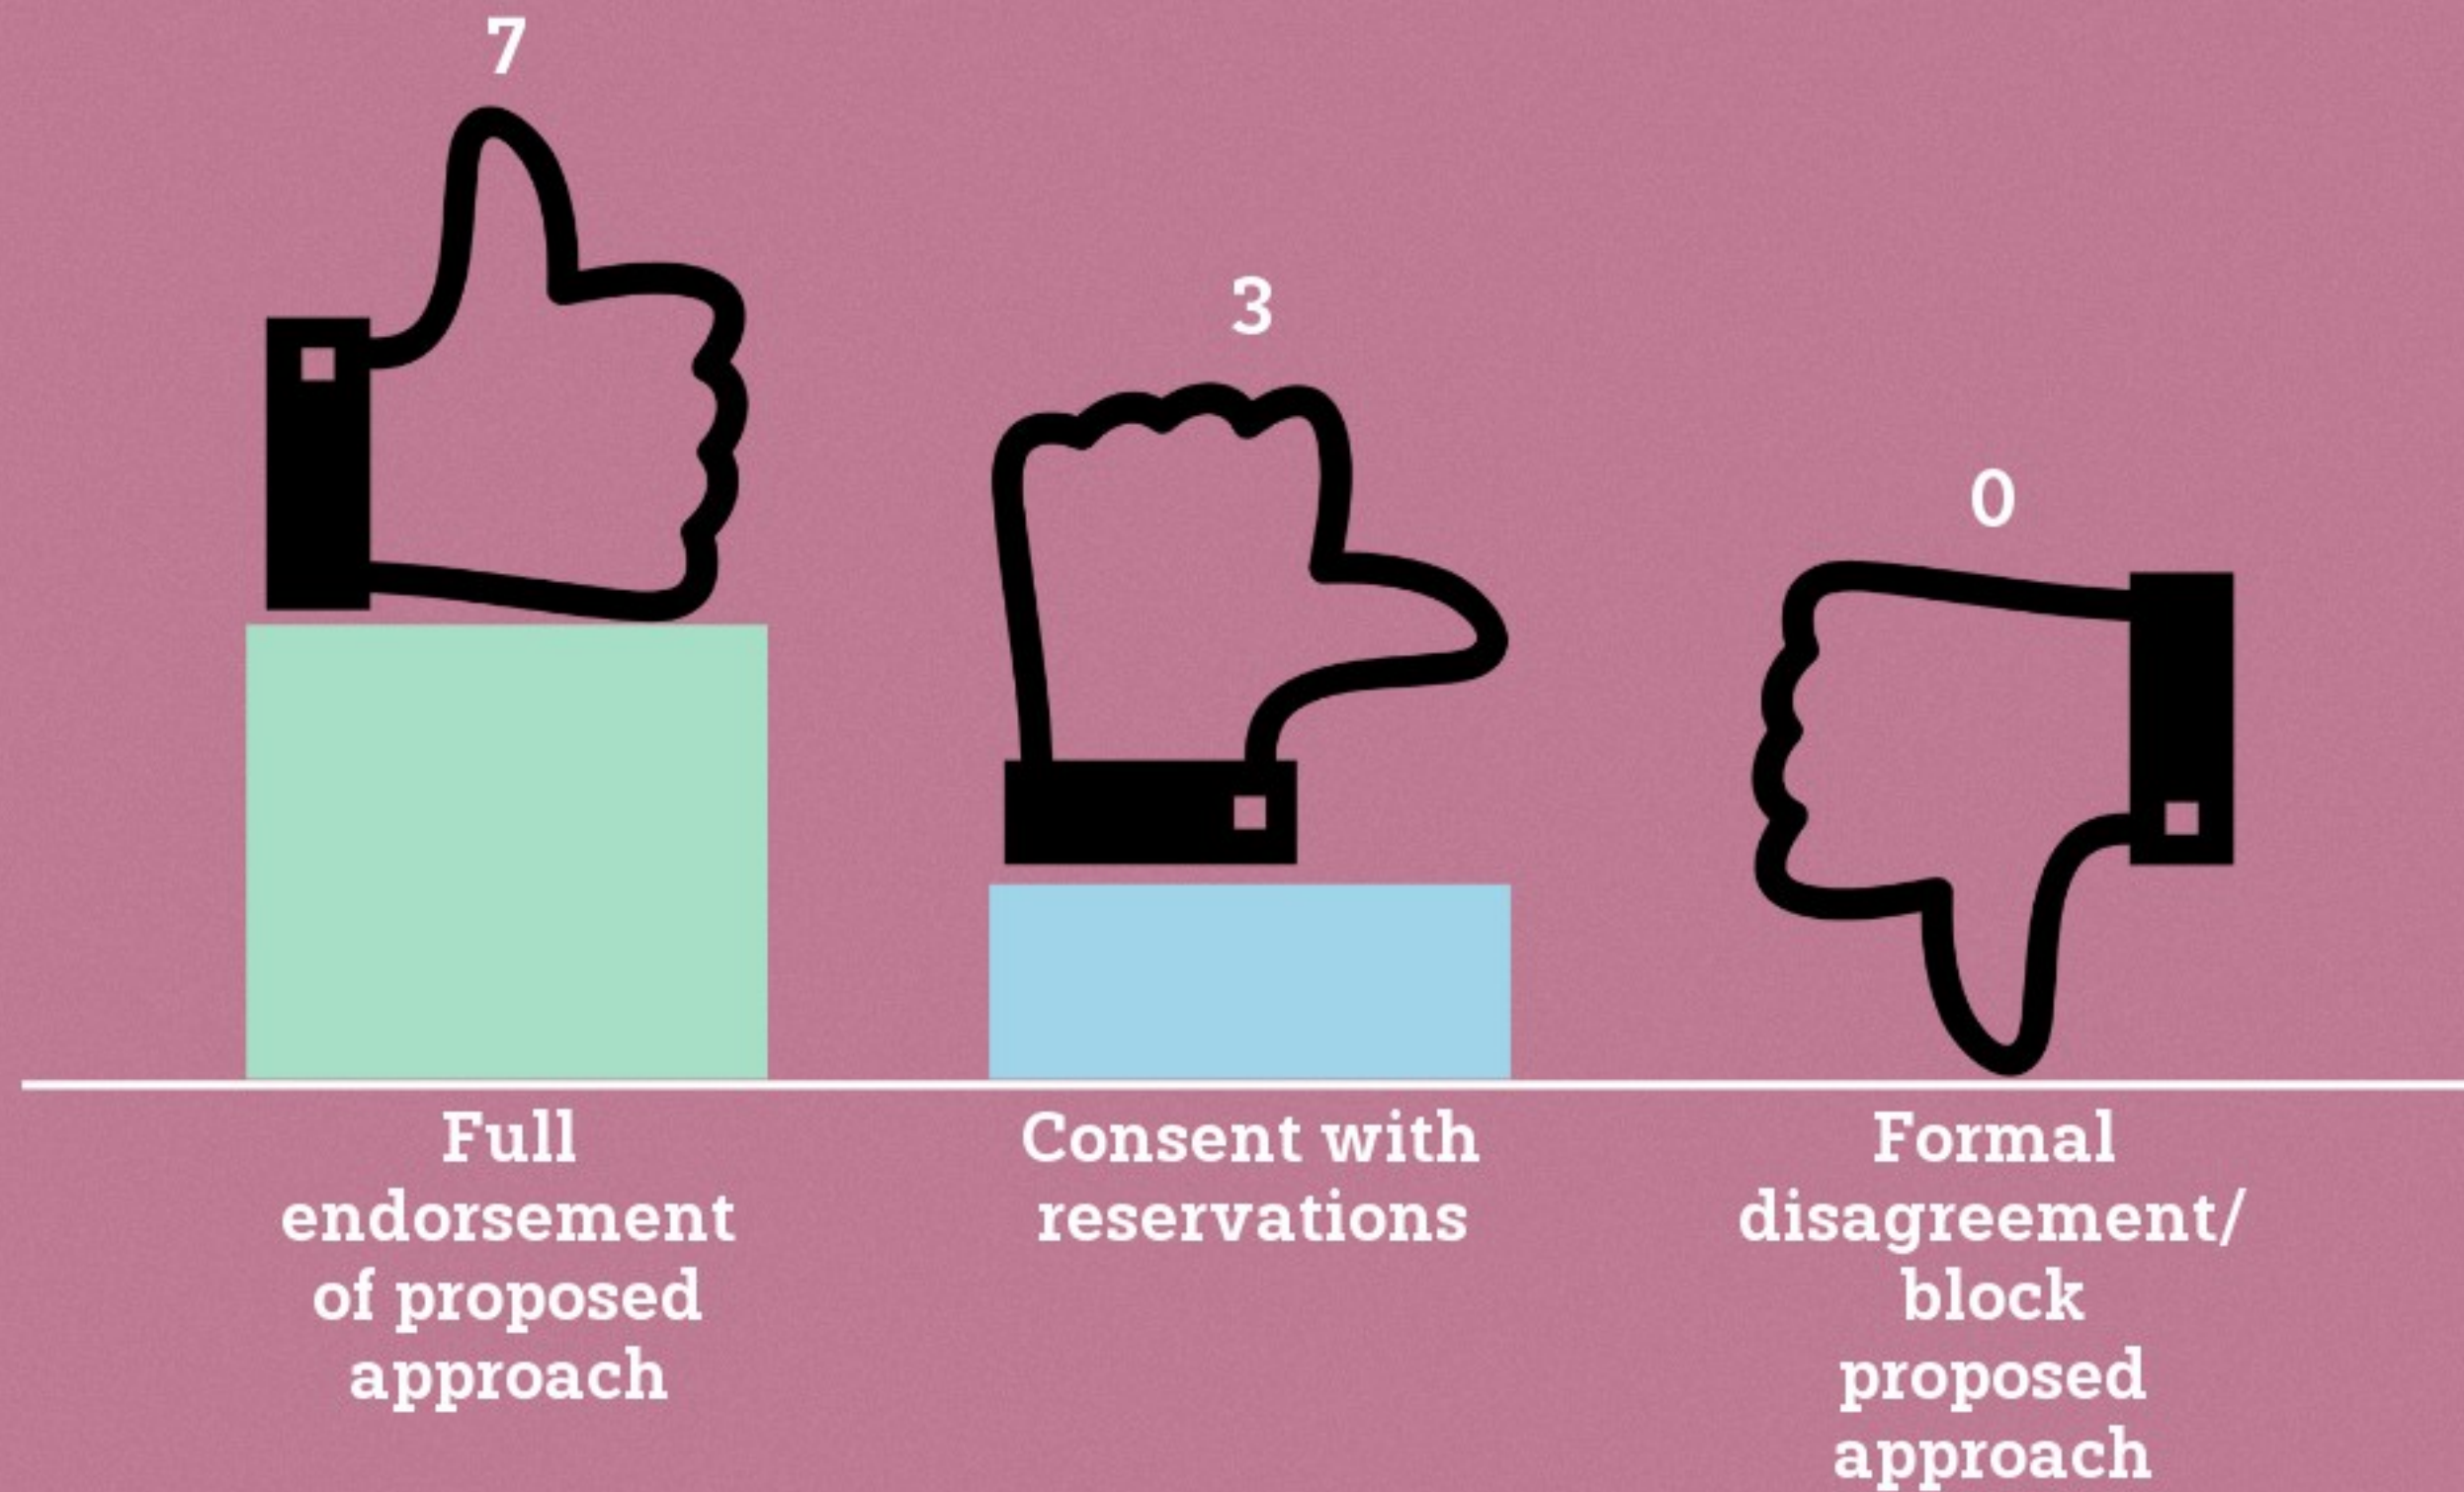 7
3
0
Full
endorsement
of proposed
approach
Consent with
reservations
Formal
disagreement/
block
proposed
approach